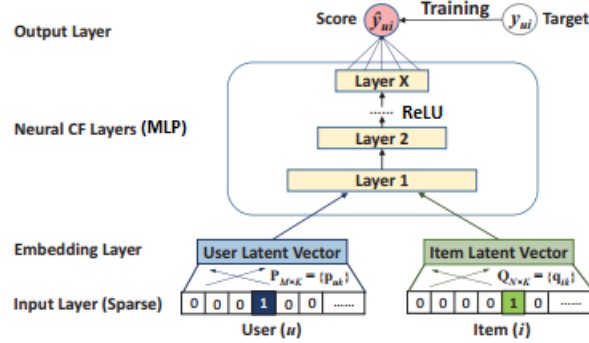 Output Layer
Score ŷui Training yui Target
Layer X
...... ReLU
Neural CF Layers (MLP)
Layer 2
Layer 1
Embedding Layer
User Latent Vector
Item Latent Vector
P M×K = {puk}
Q N×K = {qik}
Input Layer (Sparse)
0 0 0 1 0 0 ......
0 0 0 0 1 0 ......
User (u)
Item (i)